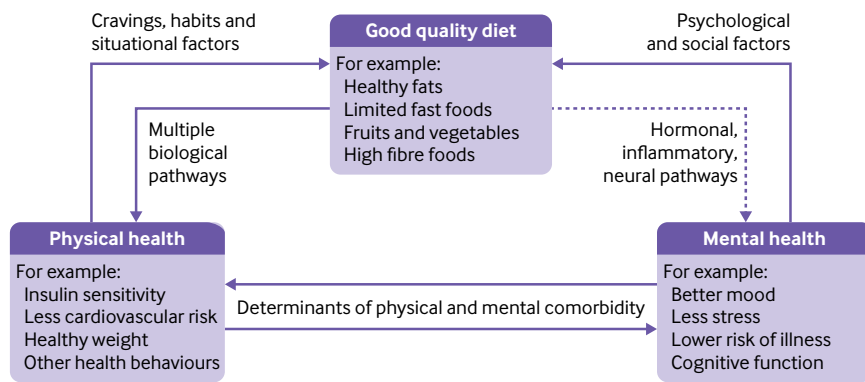 Cravings, habits and
situational factors
Good quality diet
For example:
Healthy fats
Limited fast foods
Fruits and vegetables
High fibre foods
Psychological
and social factors
Multiple
biological
pathways
Hormonal,
inflammatory,
neural pathways
Physical health
For example:
Insulin sensitivity
Less cardiovascular risk
Healthy weight
Other health behaviours
Determinants of physical and mental comorbidity
Mental health
For example:
Better mood
Less stress
Lower risk of illness
Cognitive function